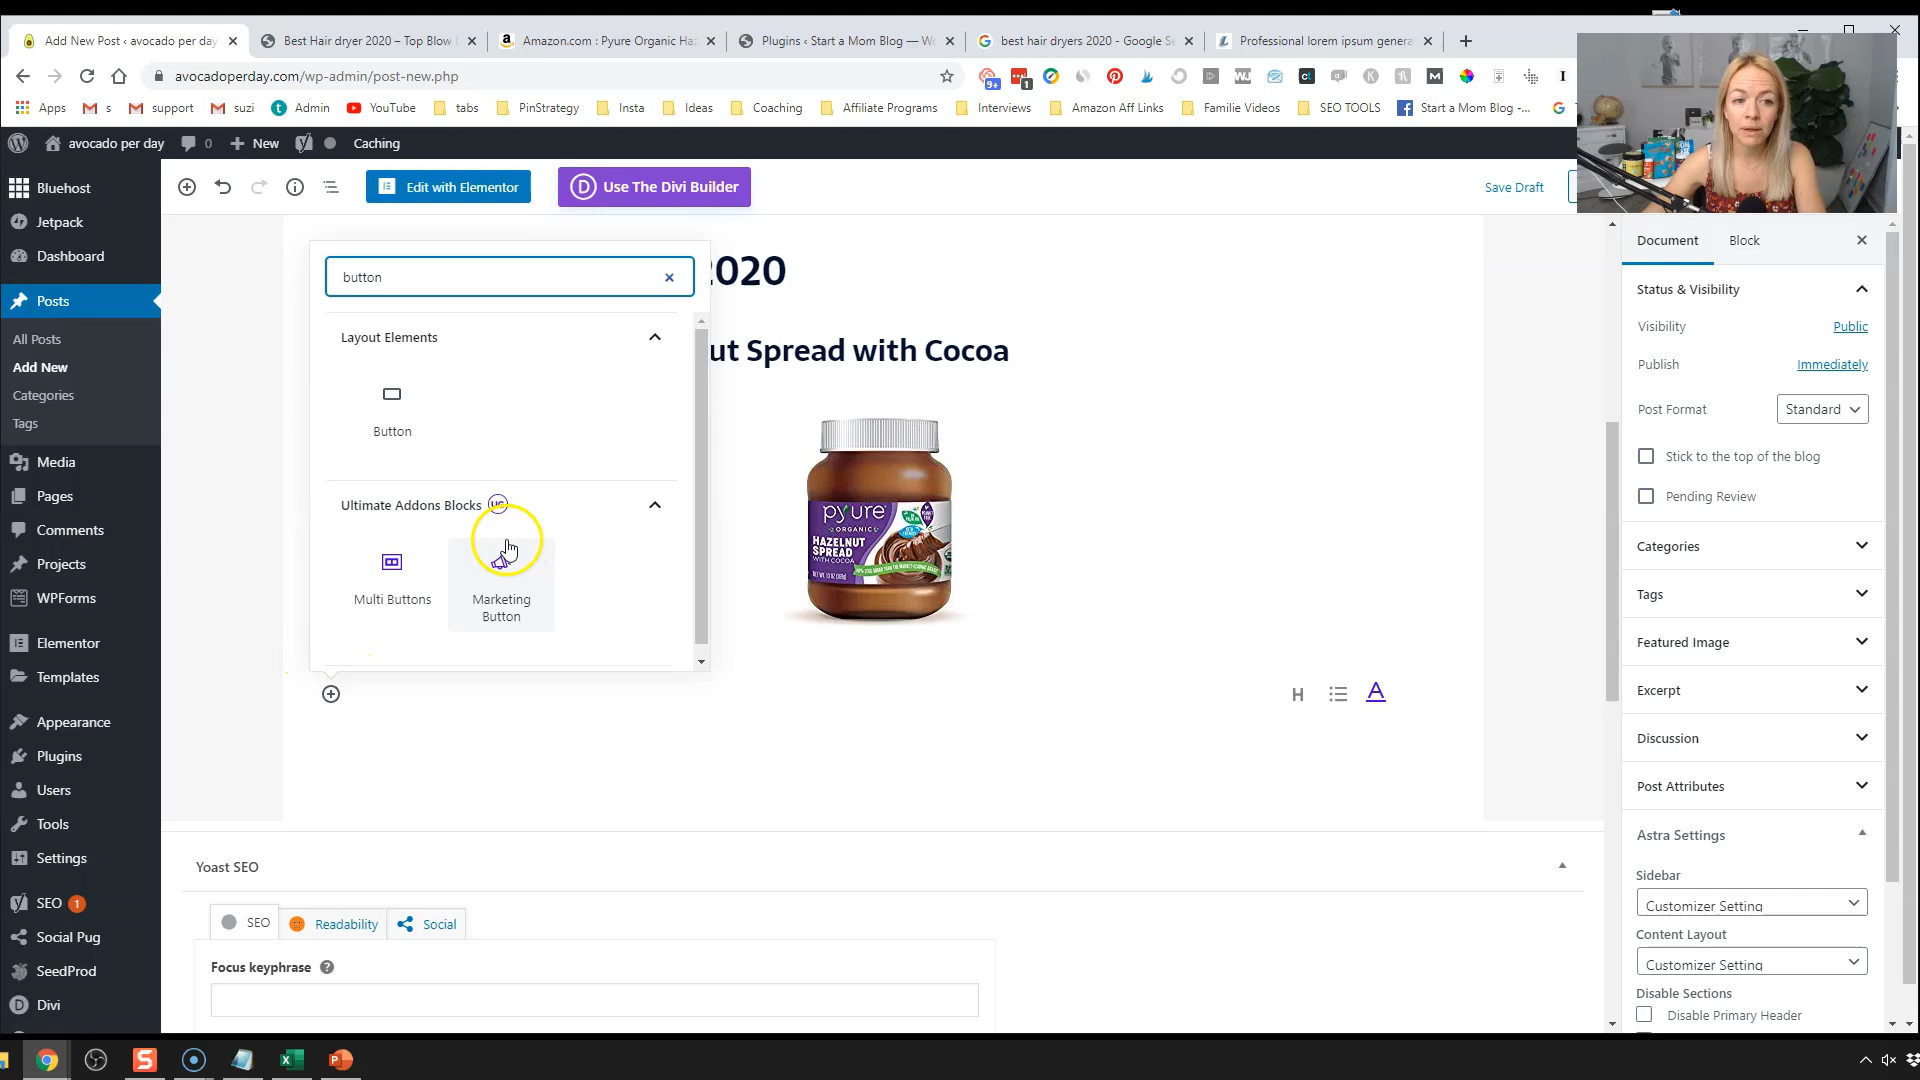 Add New Post ‹ avocado per day
Best Hair dryer 2020 – Top Blow
Amazon.com : Pyure Organic Ha
Plugins ‹ Start a Mom Blog — W
best hair dryers 2020 - Google Se
Professional lorem ipsum genera
avocadoperday.com/wp-admin/post-new.php
9+
1
Apps
s
support
suzi
Admin
YouTube
tabs
PinStrategy
Insta
Ideas
Coaching
Affiliate Programs
Interviews
Amazon Aff Links
Familie Videos
SEO TOOLS
Start a Mom Blog -...
avocado per day
0
New
Caching
Bluehost
Jetpack
Dashboard
Posts
All Posts
Add New
Categories
Tags
Media
Pages
Comments
Projects
WPForms
Elementor
Templates
Appearance
Plugins
Users
Tools
Settings
SEO 1
Social Pug
SeedProd
Divi
Edit with Elementor
Use The Divi Builder
Save Draft
button
2020
Layout Elements
ut Spread with Cocoa
Button
Ultimate Addons Blocks
Multi Buttons
Marketing
Button
pyure
ORGANIC
HAZELNUT
SPREAD
WITH COCOA
H
A
Yoast SEO
SEO
Readability
Social
Focus keyphrase
Document
Block
Status & Visibility
Visibility
Public
Publish
Immediately
Post Format
Standard
Stick to the top of the blog
Pending Review
Categories
Tags
Featured Image
Excerpt
Discussion
Post Attributes
Astra Settings
Sidebar
Customizer Setting
Content Layout
Customizer Setting
Disable Sections
Disable Primary Header